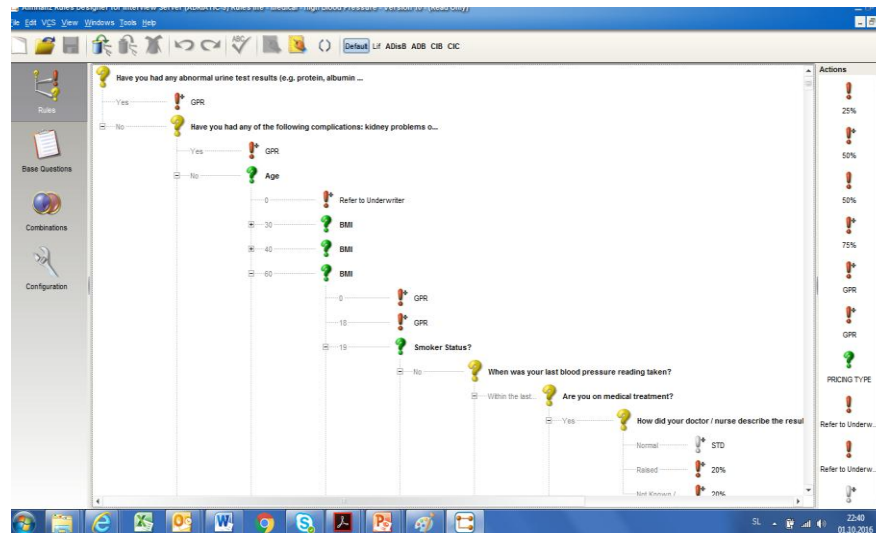 File Edit VCS View Windows Tools Help
Default Lif ADisB ADB CIB CIC
Rules
Base Questions
Combinations
Configuration
Have you had any abnormal urine test results (e.g. protein, albumin ...
Yes GPR
No Have you had any of the following complications: kidney problems o...
Yes GPR
No Age
0 Refer to Underwriter
30 BMI
40 BMI
60 BMI
0 GPR
18 GPR
19 Smoker Status?
No When was your last blood pressure reading taken?
Within the last... Are you on medical treatment?
Yes How did your doctor / nurse describe the resul
Normal STD
Raised 20%
Not Known / 20%
Actions
25%
50%
50%
75%
GPR
GPR
PRICING TYPE
Refer to Underw...
Refer to Underw...
SL 22:40
01.10.2016